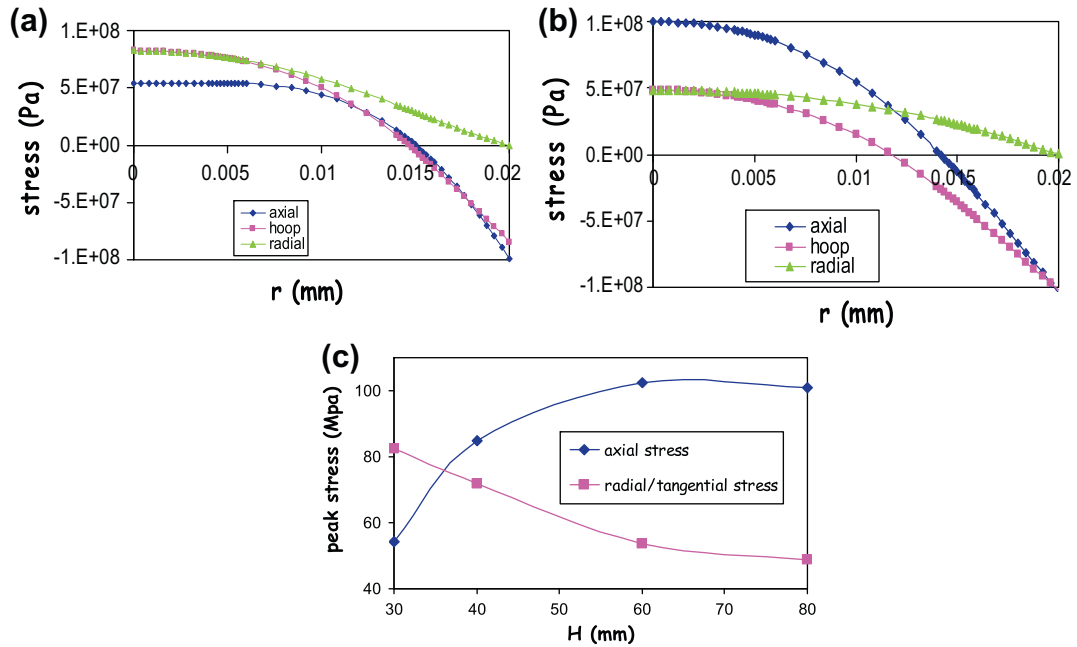 (a)
1.E+08
5.E+07
0.E+00
-5.E+07
-1.E+08
stress (Pa)
0
0.005
0.01
0.015
0.02
axial
hoop
radial
r (mm)
(b)
1.E+08
5.E+07
0.E+00
-5.E+07
-1.E+08
stress (Pa)
0
0.005
0.01
0.015
0.02
axial
hoop
radial
r (mm)
(c)
100
80
60
40
peak stress (Mpa)
axial stress
radial/tangential stress
30
40
50
60
70
80
H (mm)